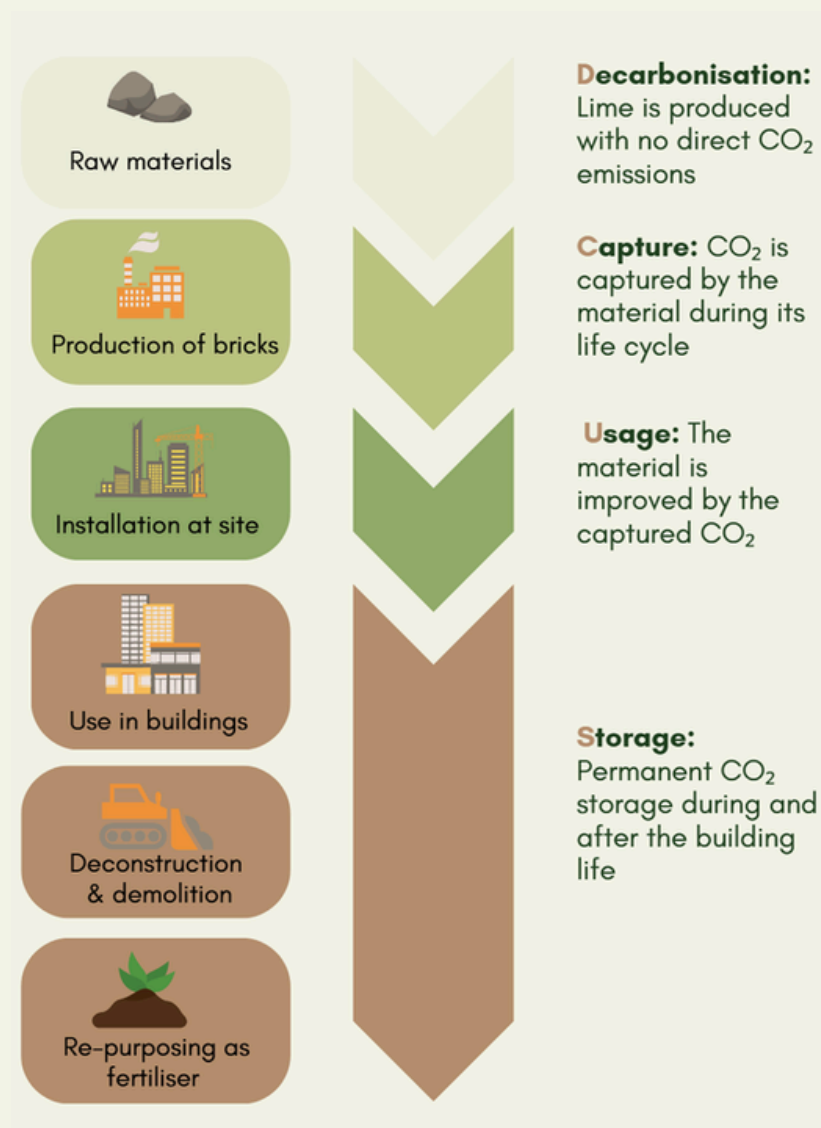 Raw materials
Decarbonisation:
Lime is produced
with no direct CO₂
emissions
Production of bricks
Capture: CO₂ is
captured by the
material during its
life cycle
Installation at site
Usage: The
material is
improved by the
captured CO₂
Use in buildings
Deconstruction
& demolition
Re-purposing as
fertiliser
Storage:
Permanent CO₂
storage during and
after the building
life